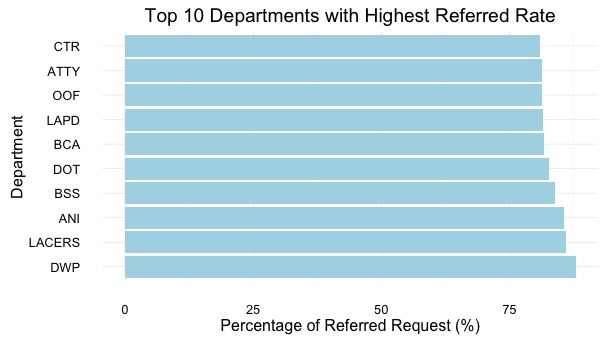 Top 10 Departments with Highest Referred Rate
Department
CTR
ATTY
OOF
LAPD
BCA
DOT
BSS
ANI
LACERS
DWP
0 25 50 75
Percentage of Referred Request (%)